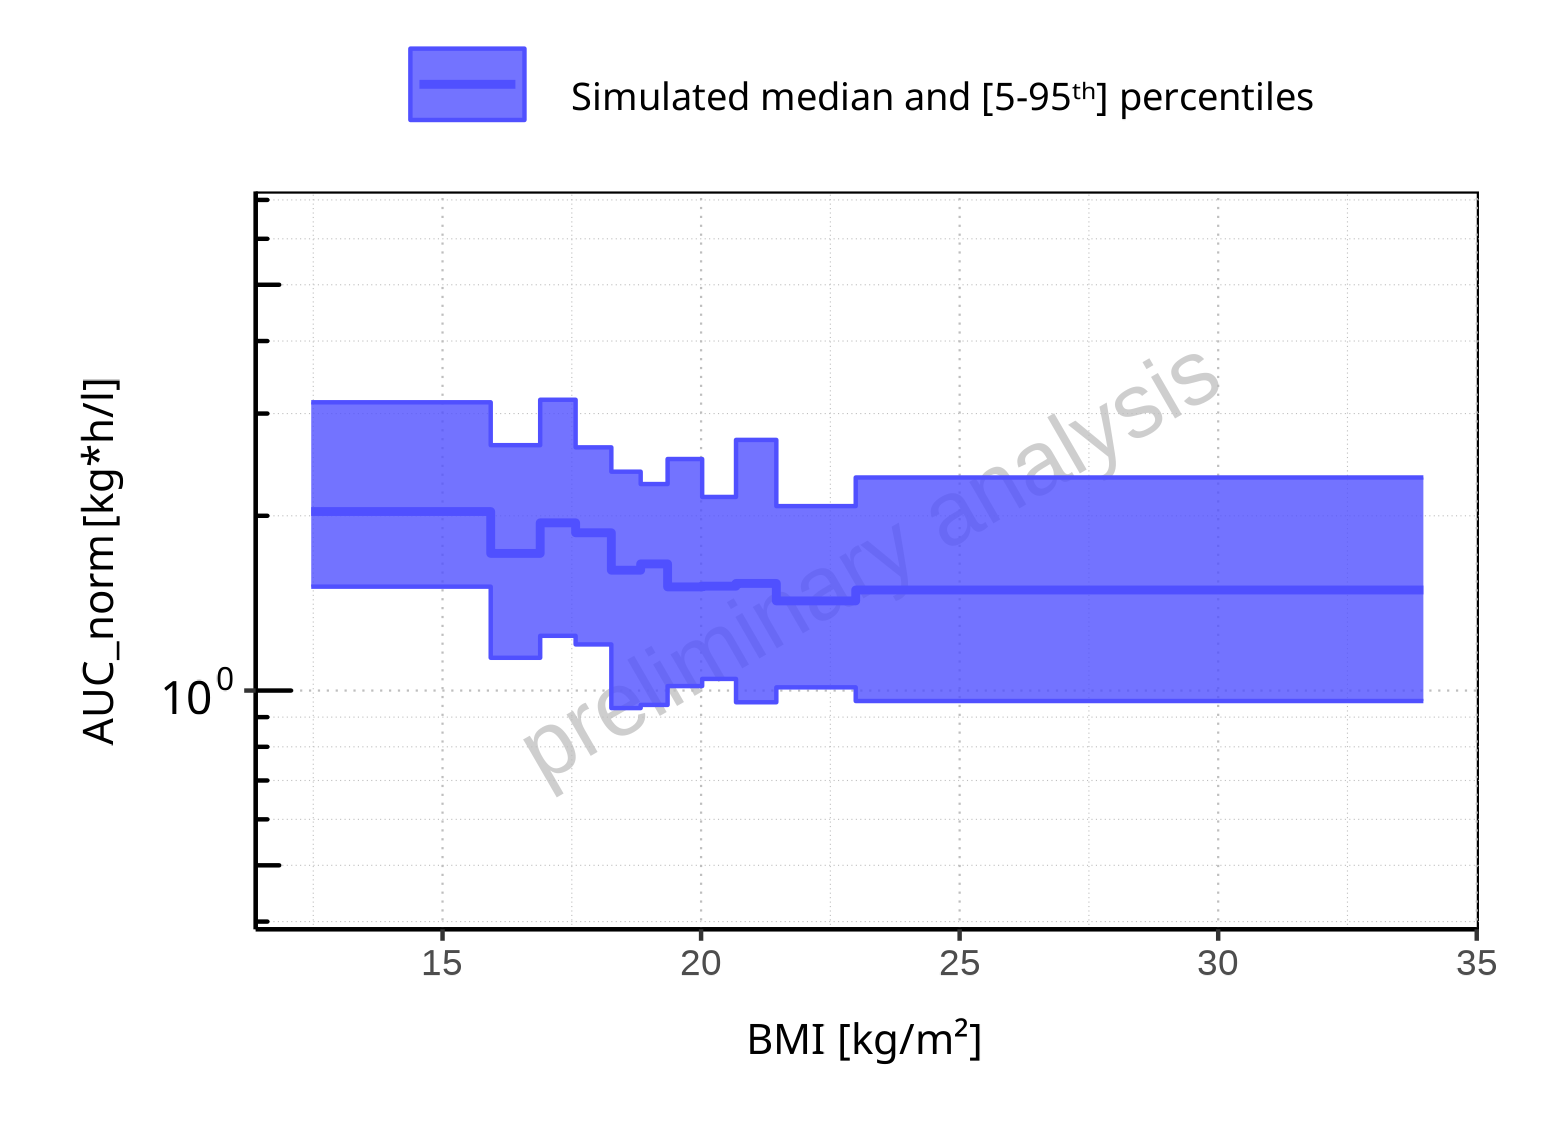 Simulated median and [5-95ᵗʰ] percentiles
AUC_norm [kg*h/l]
10⁰
preliminary analysis
15 20 25 30 35
BMI [kg/m²]